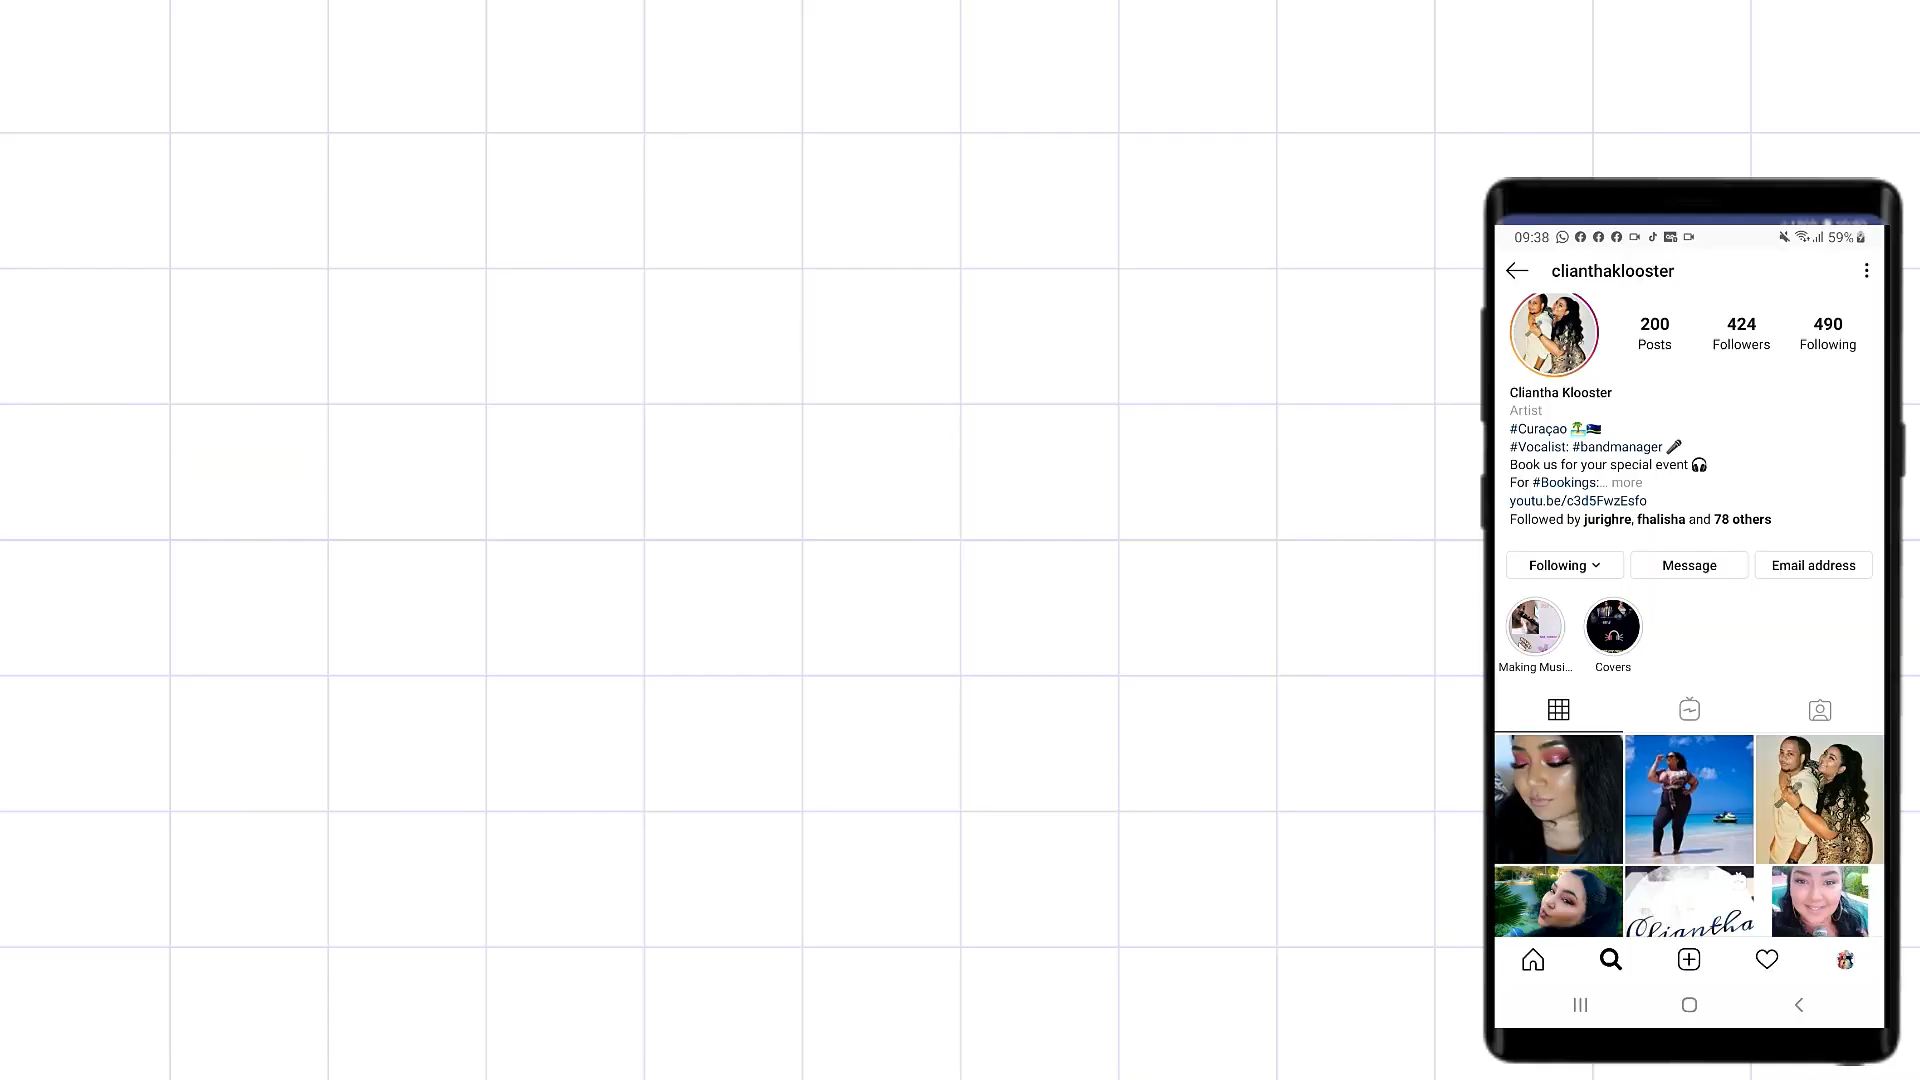 09:38 59%
clianthaklooster
200 424 490
Posts Followers Following
Cliantha Klooster
Artist
#Curaçao
#Vocalist: #bandmanager
Book us for your special event
For #Bookings:... more
youtu.be/c3d5FwzEsfo
Followed by jurighre, fhalisha and 78 others
Following Message Email address
Making Musi... Covers
Cliantha